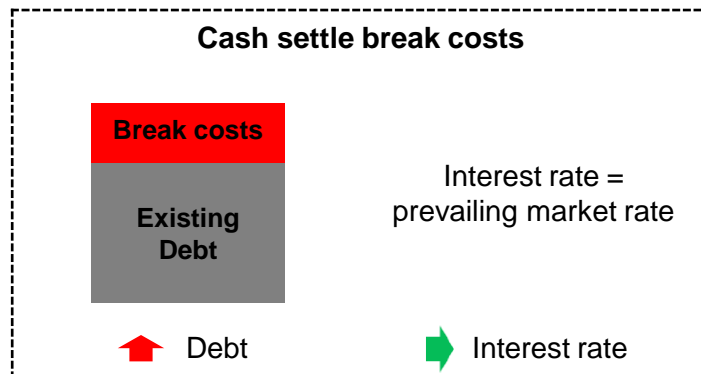 Cash settle break costs
Break costs
Existing
Debt
Interest rate =
prevailing market rate
Debt
Interest rate